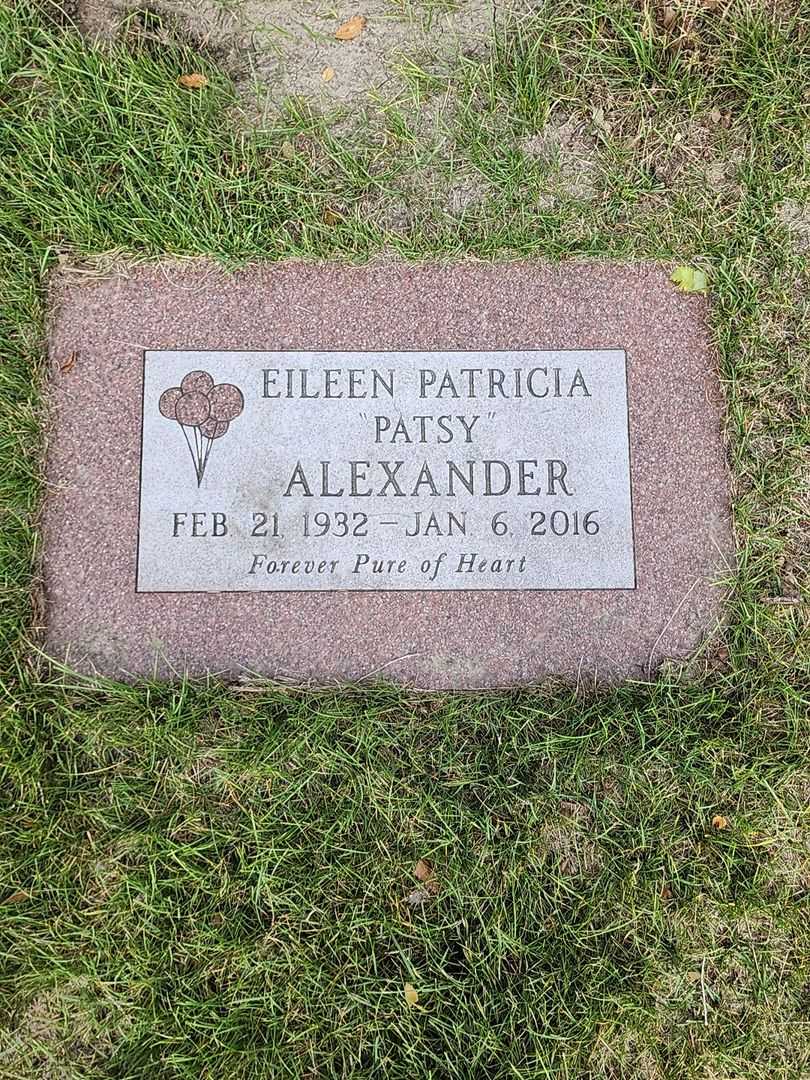 EILEEN PATRICIA
"PATSY"
ALEXANDER
FEB. 21, 1932 – JAN. 6, 2016
Forever Pure of Heart